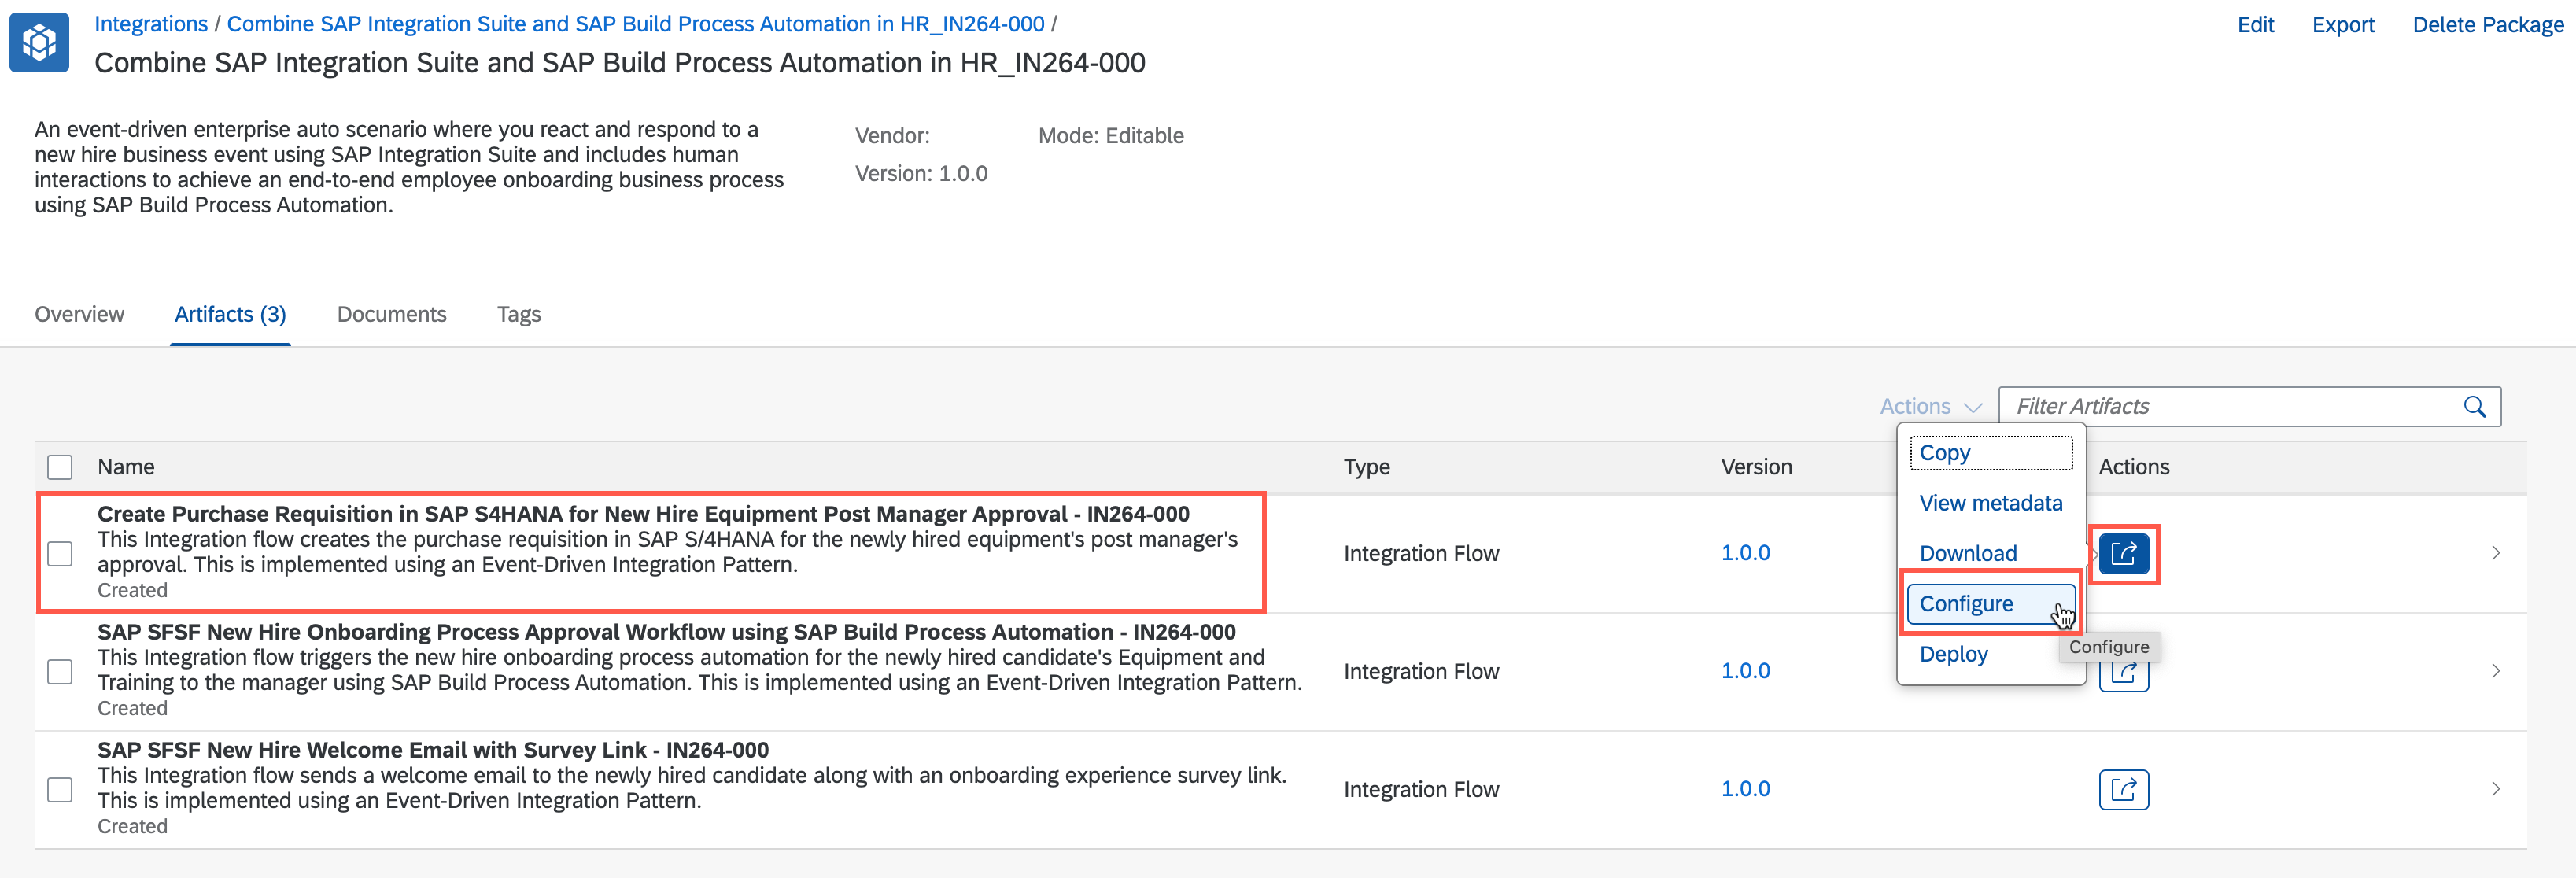 Integrations / Combine SAP Integration Suite and SAP Build Process Automation in HR_IN264-000 /
Edit Export Delete Package
Combine SAP Integration Suite and SAP Build Process Automation in HR_IN264-000
An event-driven enterprise auto scenario where you react and respond to a
new hire business event using SAP Integration Suite and includes human
interactions to achieve an end-to-end employee onboarding business process
using SAP Build Process Automation.
Vendor:
Mode: Editable
Version: 1.0.0
Overview Artifacts (3) Documents Tags
Actions Filter Artifacts
Name Type Version Actions
Create Purchase Requisition in SAP S4HANA for New Hire Equipment Post Manager Approval - IN264-000
This Integration flow creates the purchase requisition in SAP S/4HANA for the newly hired equipment's post manager's
approval. This is implemented using an Event-Driven Integration Pattern.
Created
Integration Flow 1.0.0
Copy
View metadata
Download
Configure
Deploy
Configure
SAP SFSF New Hire Onboarding Process Approval Workflow using SAP Build Process Automation - IN264-000
This Integration flow triggers the new hire onboarding process automation for the newly hired candidate's Equipment and
Training to the manager using SAP Build Process Automation. This is implemented using an Event-Driven Integration Pattern.
Created
Integration Flow 1.0.0
SAP SFSF New Hire Welcome Email with Survey Link - IN264-000
This Integration flow sends a welcome email to the newly hired candidate along with an onboarding experience survey link.
This is implemented using an Event-Driven Integration Pattern.
Created
Integration Flow 1.0.0